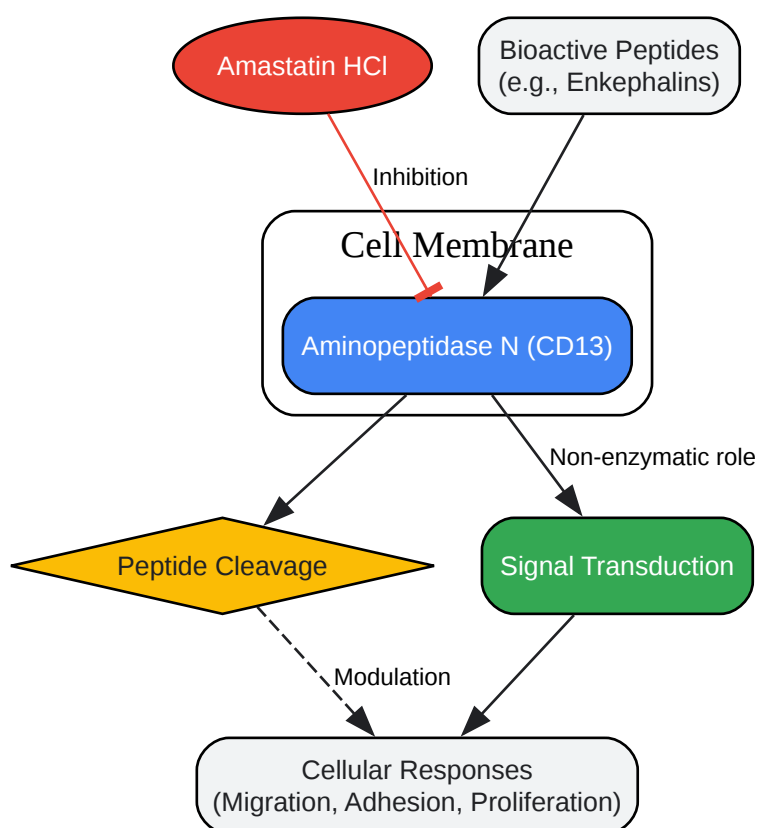 Amastatin HCl
Bioactive Peptides
(e.g., Enkephalins)
Inhibition
Cell Membrane
Aminopeptidase N (CD13)
Non-enzymatic role
Peptide Cleavage
Signal Transduction
Modulation
Cellular Responses
(Migration, Adhesion, Proliferation)